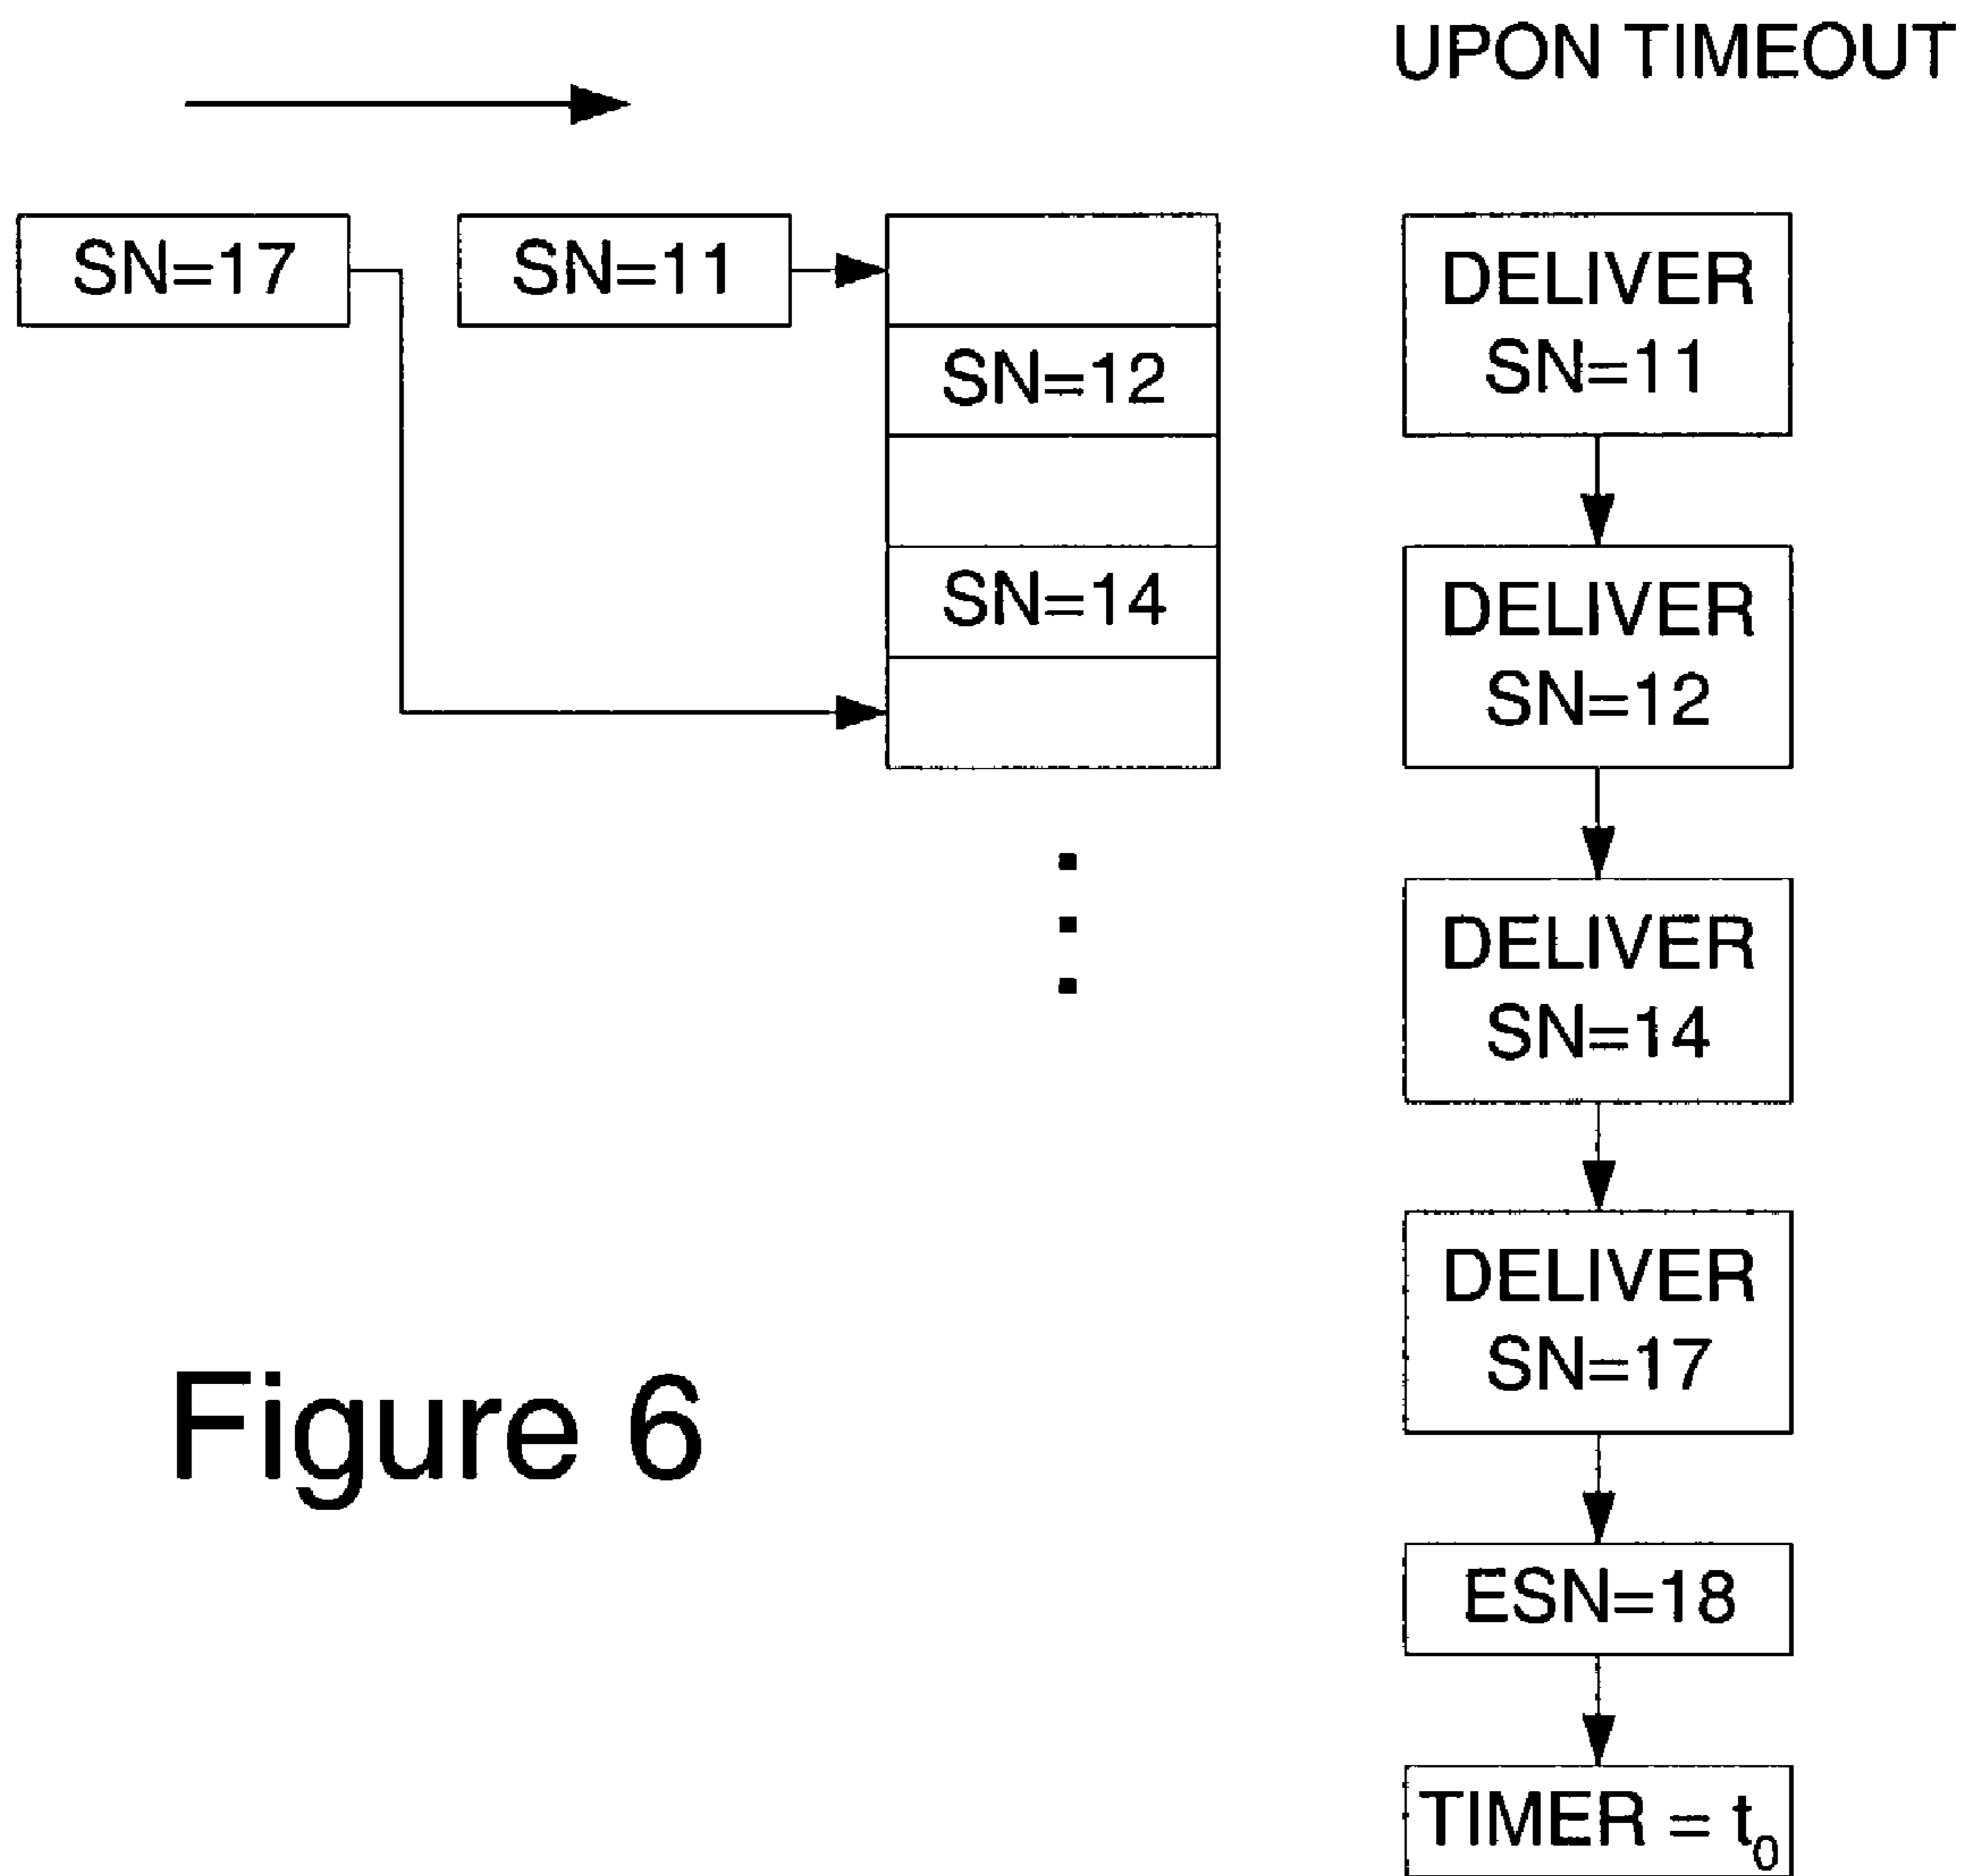 UPON TIMEOUT
SN=17
SN=11
SN=12
SN=14
DELIVER
SN=11
DELIVER
SN=12
DELIVER
SN=14
DELIVER
SN=17
ESN=18
TIMER = t₀
Figure 6